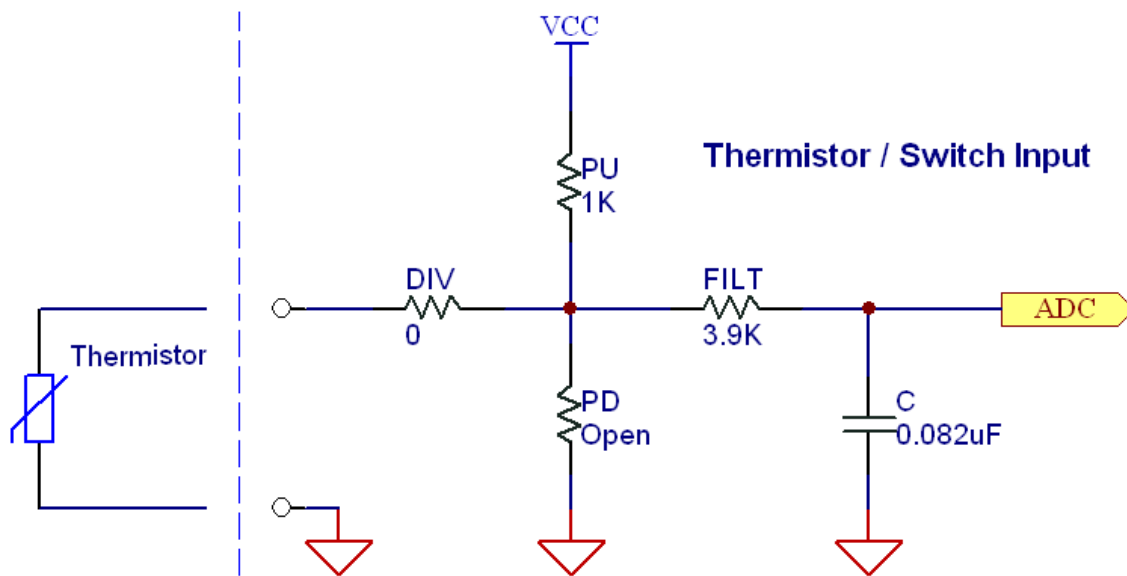 VCC
Thermistor / Switch Input
PU
1K
DIV
0
FILT
3.9K
ADC
Thermistor
PD
Open
C
0.082uF